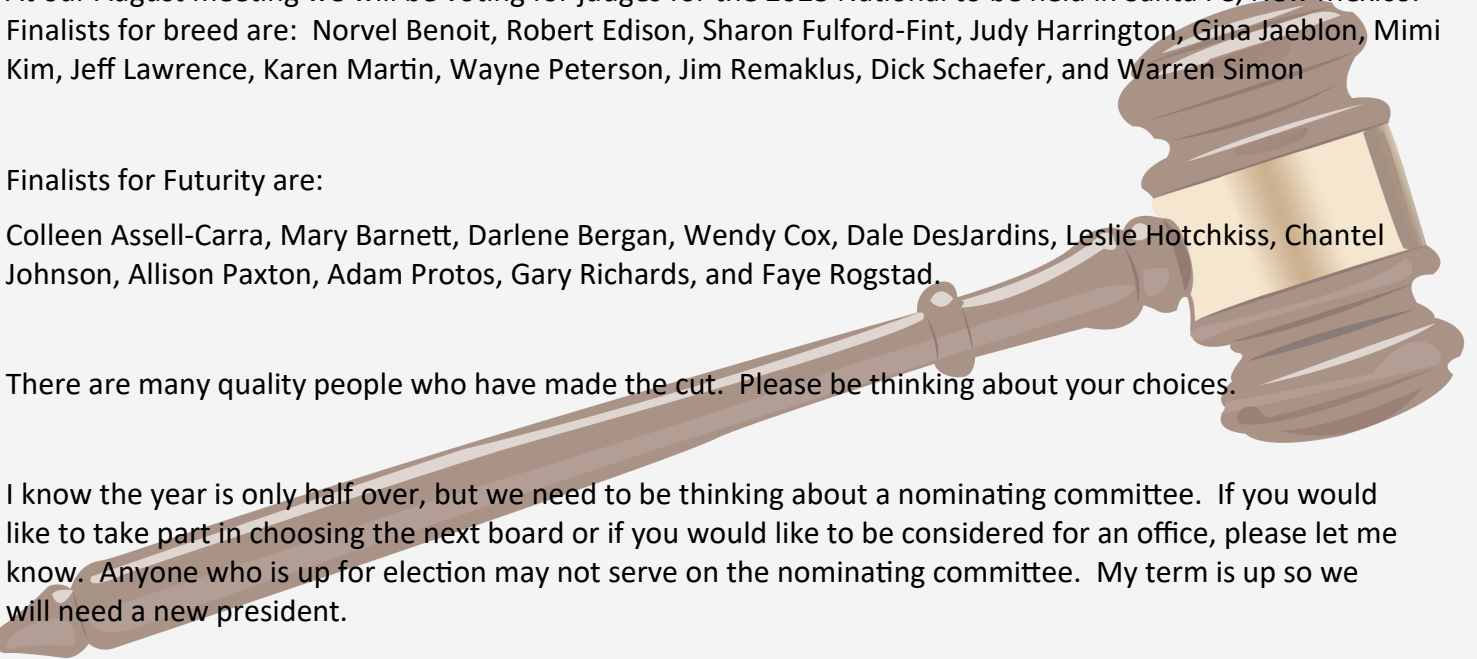 At our August meeting we will be voting for judges for the 2023 National to be held in Santa Fe, New Mexico.
Finalists for breed are:  Norvel Benoit, Robert Edison, Sharon Fulford-Fint, Judy Harrington, Gina Jaeblon, Mimi
Kim, Jeff Lawrence, Karen Martin, Wayne Peterson, Jim Remaklus, Dick Schaefer, and Warren Simon
Finalists for Futurity are:
Colleen Assell-Carra, Mary Barnett, Darlene Bergan, Wendy Cox, Dale DesJardins, Leslie Hotchkiss, Chantel
Johnson, Allison Paxton, Adam Protos, Gary Richards, and Faye Rogstad.
There are many quality people who have made the cut.  Please be thinking about your choices.
I know the year is only half over, but we need to be thinking about a nominating committee.  If you would
like to take part in choosing the next board or if you would like to be considered for an office, please let me
know.  Anyone who is up for election may not serve on the nominating committee.  My term is up so we
will need a new president.